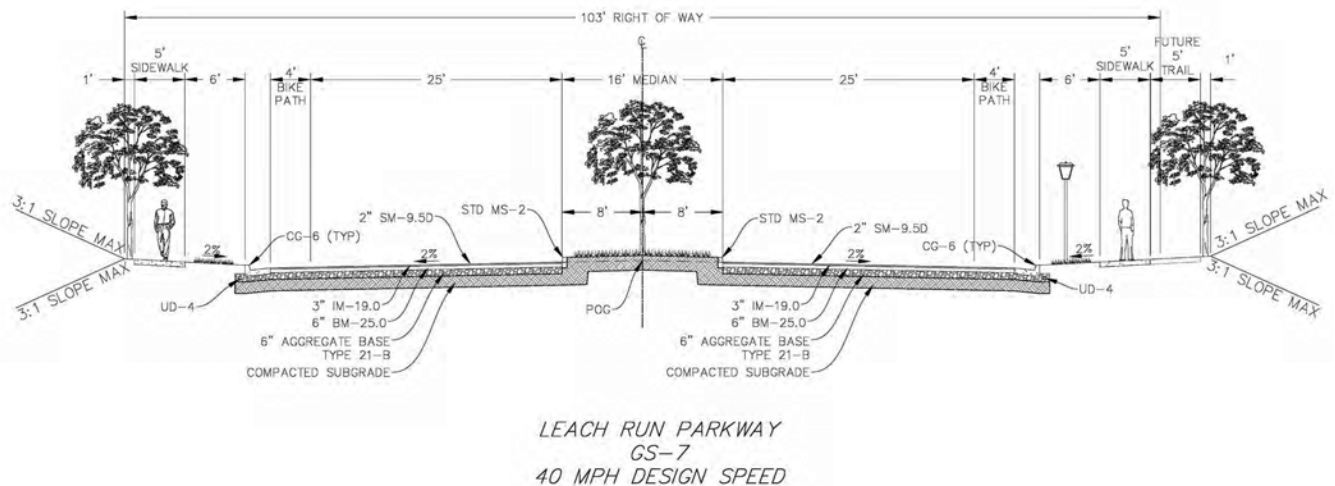 103' RIGHT OF WAY
℄
1'
5'
SIDEWALK
6'
4'
BIKE
PATH
25'
16' MEDIAN
25'
4'
BIKE
PATH
6'
5'
SIDEWALK
FUTURE
5'
TRAIL
1'
8'
8'
3:1 SLOPE MAX
3:1 SLOPE MAX
2%
CG-6 (TYP)
2" SM-9.5D
STD MS-2
2%
STD MS-2
2" SM-9.5D
2%
CG-6 (TYP)
2%
3:1 SLOPE MAX
3:1 SLOPE MAX
UD-4
3" IM-19.0
6" BM-25.0
6" AGGREGATE BASE
TYPE 21-B
COMPACTED SUBGRADE
POG
3" IM-19.0
6" BM-25.0
6" AGGREGATE BASE
TYPE 21-B
COMPACTED SUBGRADE
UD-4
LEACH RUN PARKWAY
GS-7
40 MPH DESIGN SPEED